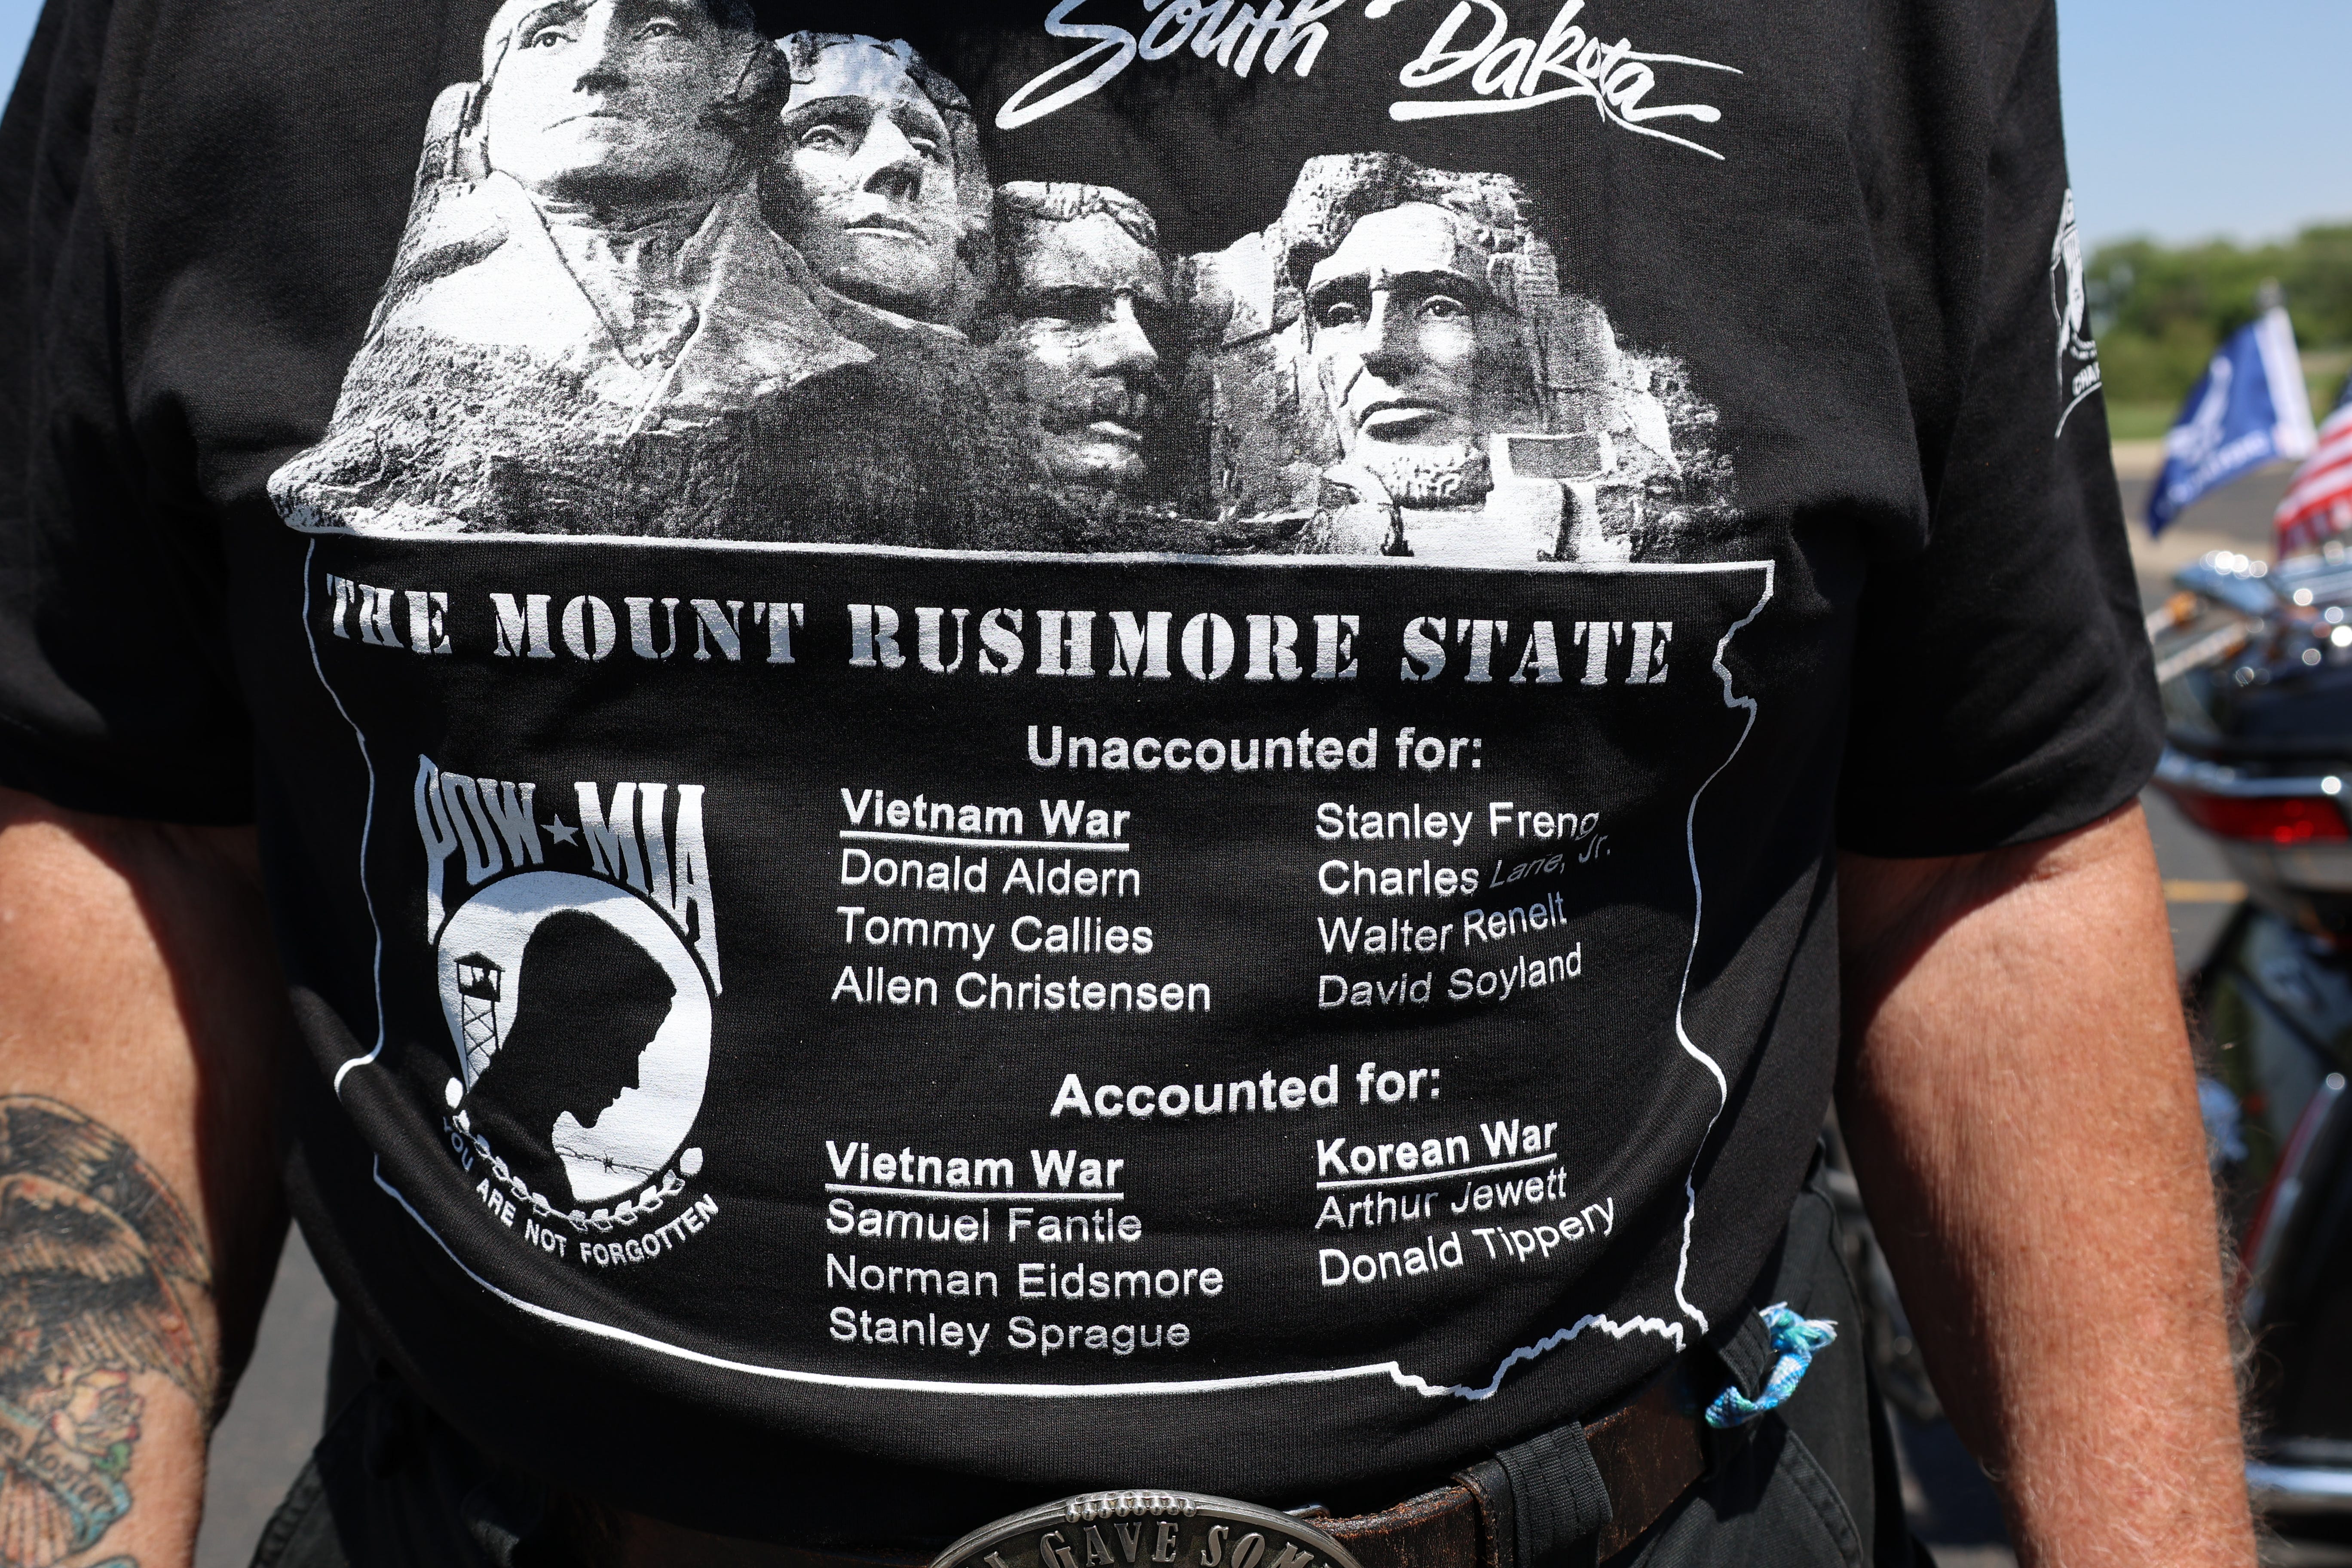 South Dakota
THE MOUNT RUSHMORE STATE
Unaccounted for:
Vietnam War
Donald Aldern
Tommy Callies
Allen Christensen
Stanley Freng
Charles Lane, Jr.
Walter Renelt
David Soyland
POW★MIA
YOU ARE NOT FORGOTTEN
Accounted for:
Vietnam War
Samuel Fantle
Norman Eidsmore
Stanley Sprague
Korean War
Arthur Jewett
Donald Tippery
GAVE SOME